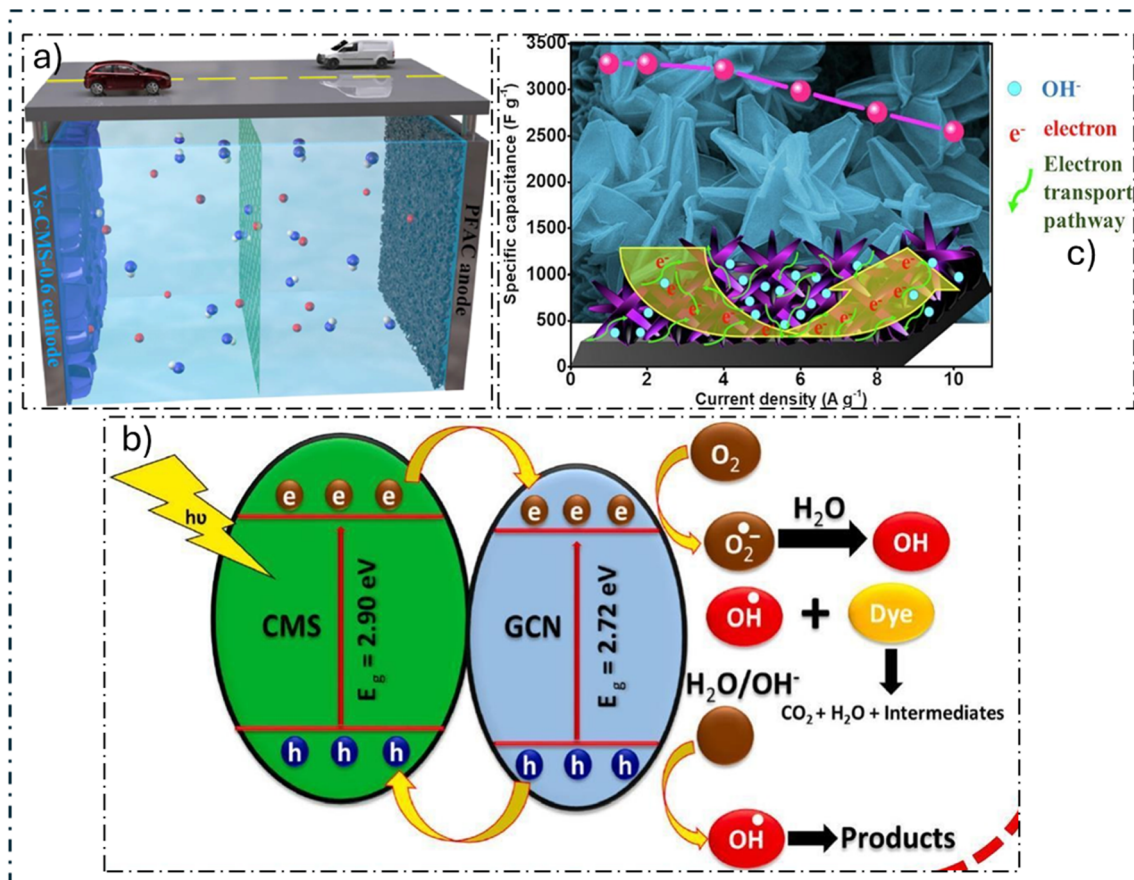 a)
Vs-CMS-0.6 cathode
PFAC anode
3500
3000
2500
2000
1500
1000
500
0
Specific capacitance (F g⁻¹)
0 2 4 6 8 10
Current density (A g⁻¹)
e⁻ e⁻ e⁻ e⁻ e⁻ e⁻ e⁻ e⁻ e⁻
OH⁻
e⁻ electron
Electron
transport
pathway
c)
b)
hυ
e e e
CMS
E g = 2.90 eV
h h h
e e e
GCN
E g = 2.72 eV
h h h
O₂
O₂•−
H₂O
OH
OH•
+
Dye
H₂O/OH⁻
CO₂ + H₂O + Intermediates
OH•
Products